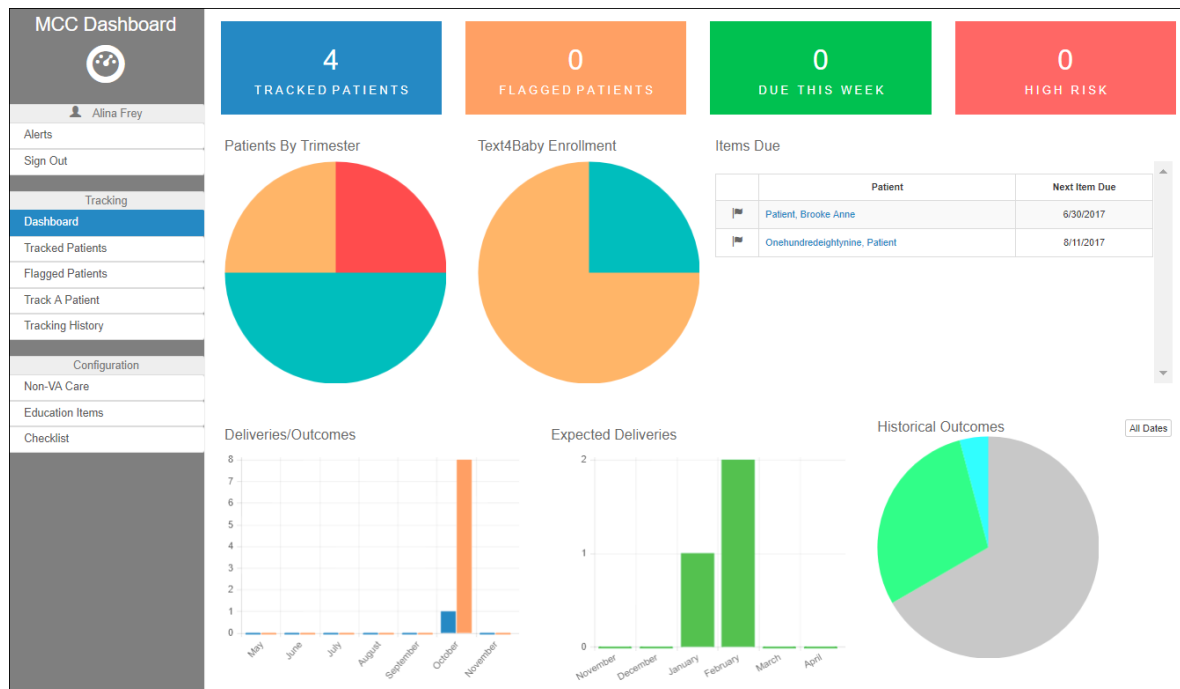 MCC Dashboard
Alina Frey
Alerts
Sign Out
Tracking
Dashboard
Tracked Patients
Flagged Patients
Track A Patient
Tracking History
Configuration
Non-VA Care
Education Items
Checklist
4
TRACKED PATIENTS
0
FLAGGED PATIENTS
0
DUE THIS WEEK
0
HIGH RISK
Patients By Trimester
Text4Baby Enrollment
Items Due
Patient Next Item Due
Patient, Brooke Anne 6/30/2017
Onehundredeightynine, Patient 8/11/2017
Deliveries/Outcomes
8
7
6
5
4
3
2
1
0
May June July August September October November
Expected Deliveries
2
1
0
November December January February March April
Historical Outcomes
All Dates